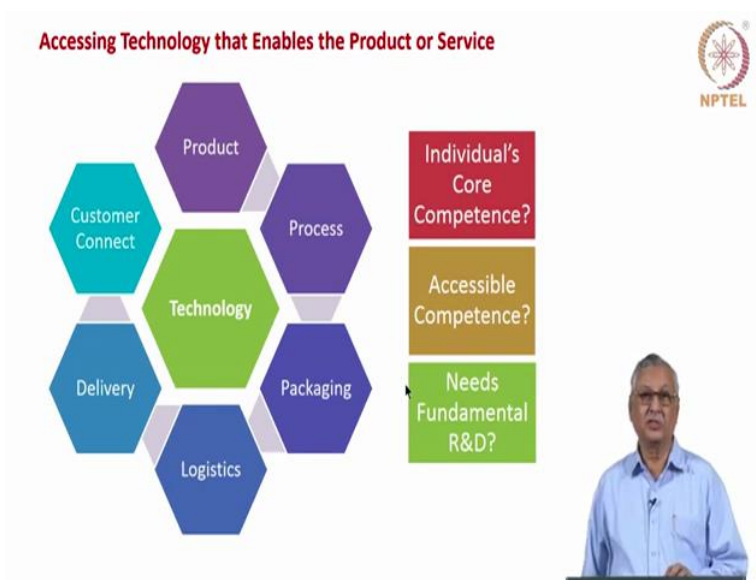 Accessing Technology that Enables the Product or Service
NPTEL
Product
Process
Packaging
Logistics
Delivery
Customer
Connect
Technology
Individual's
Core
Competence?
Accessible
Competence?
Needs
Fundamental
R&D?